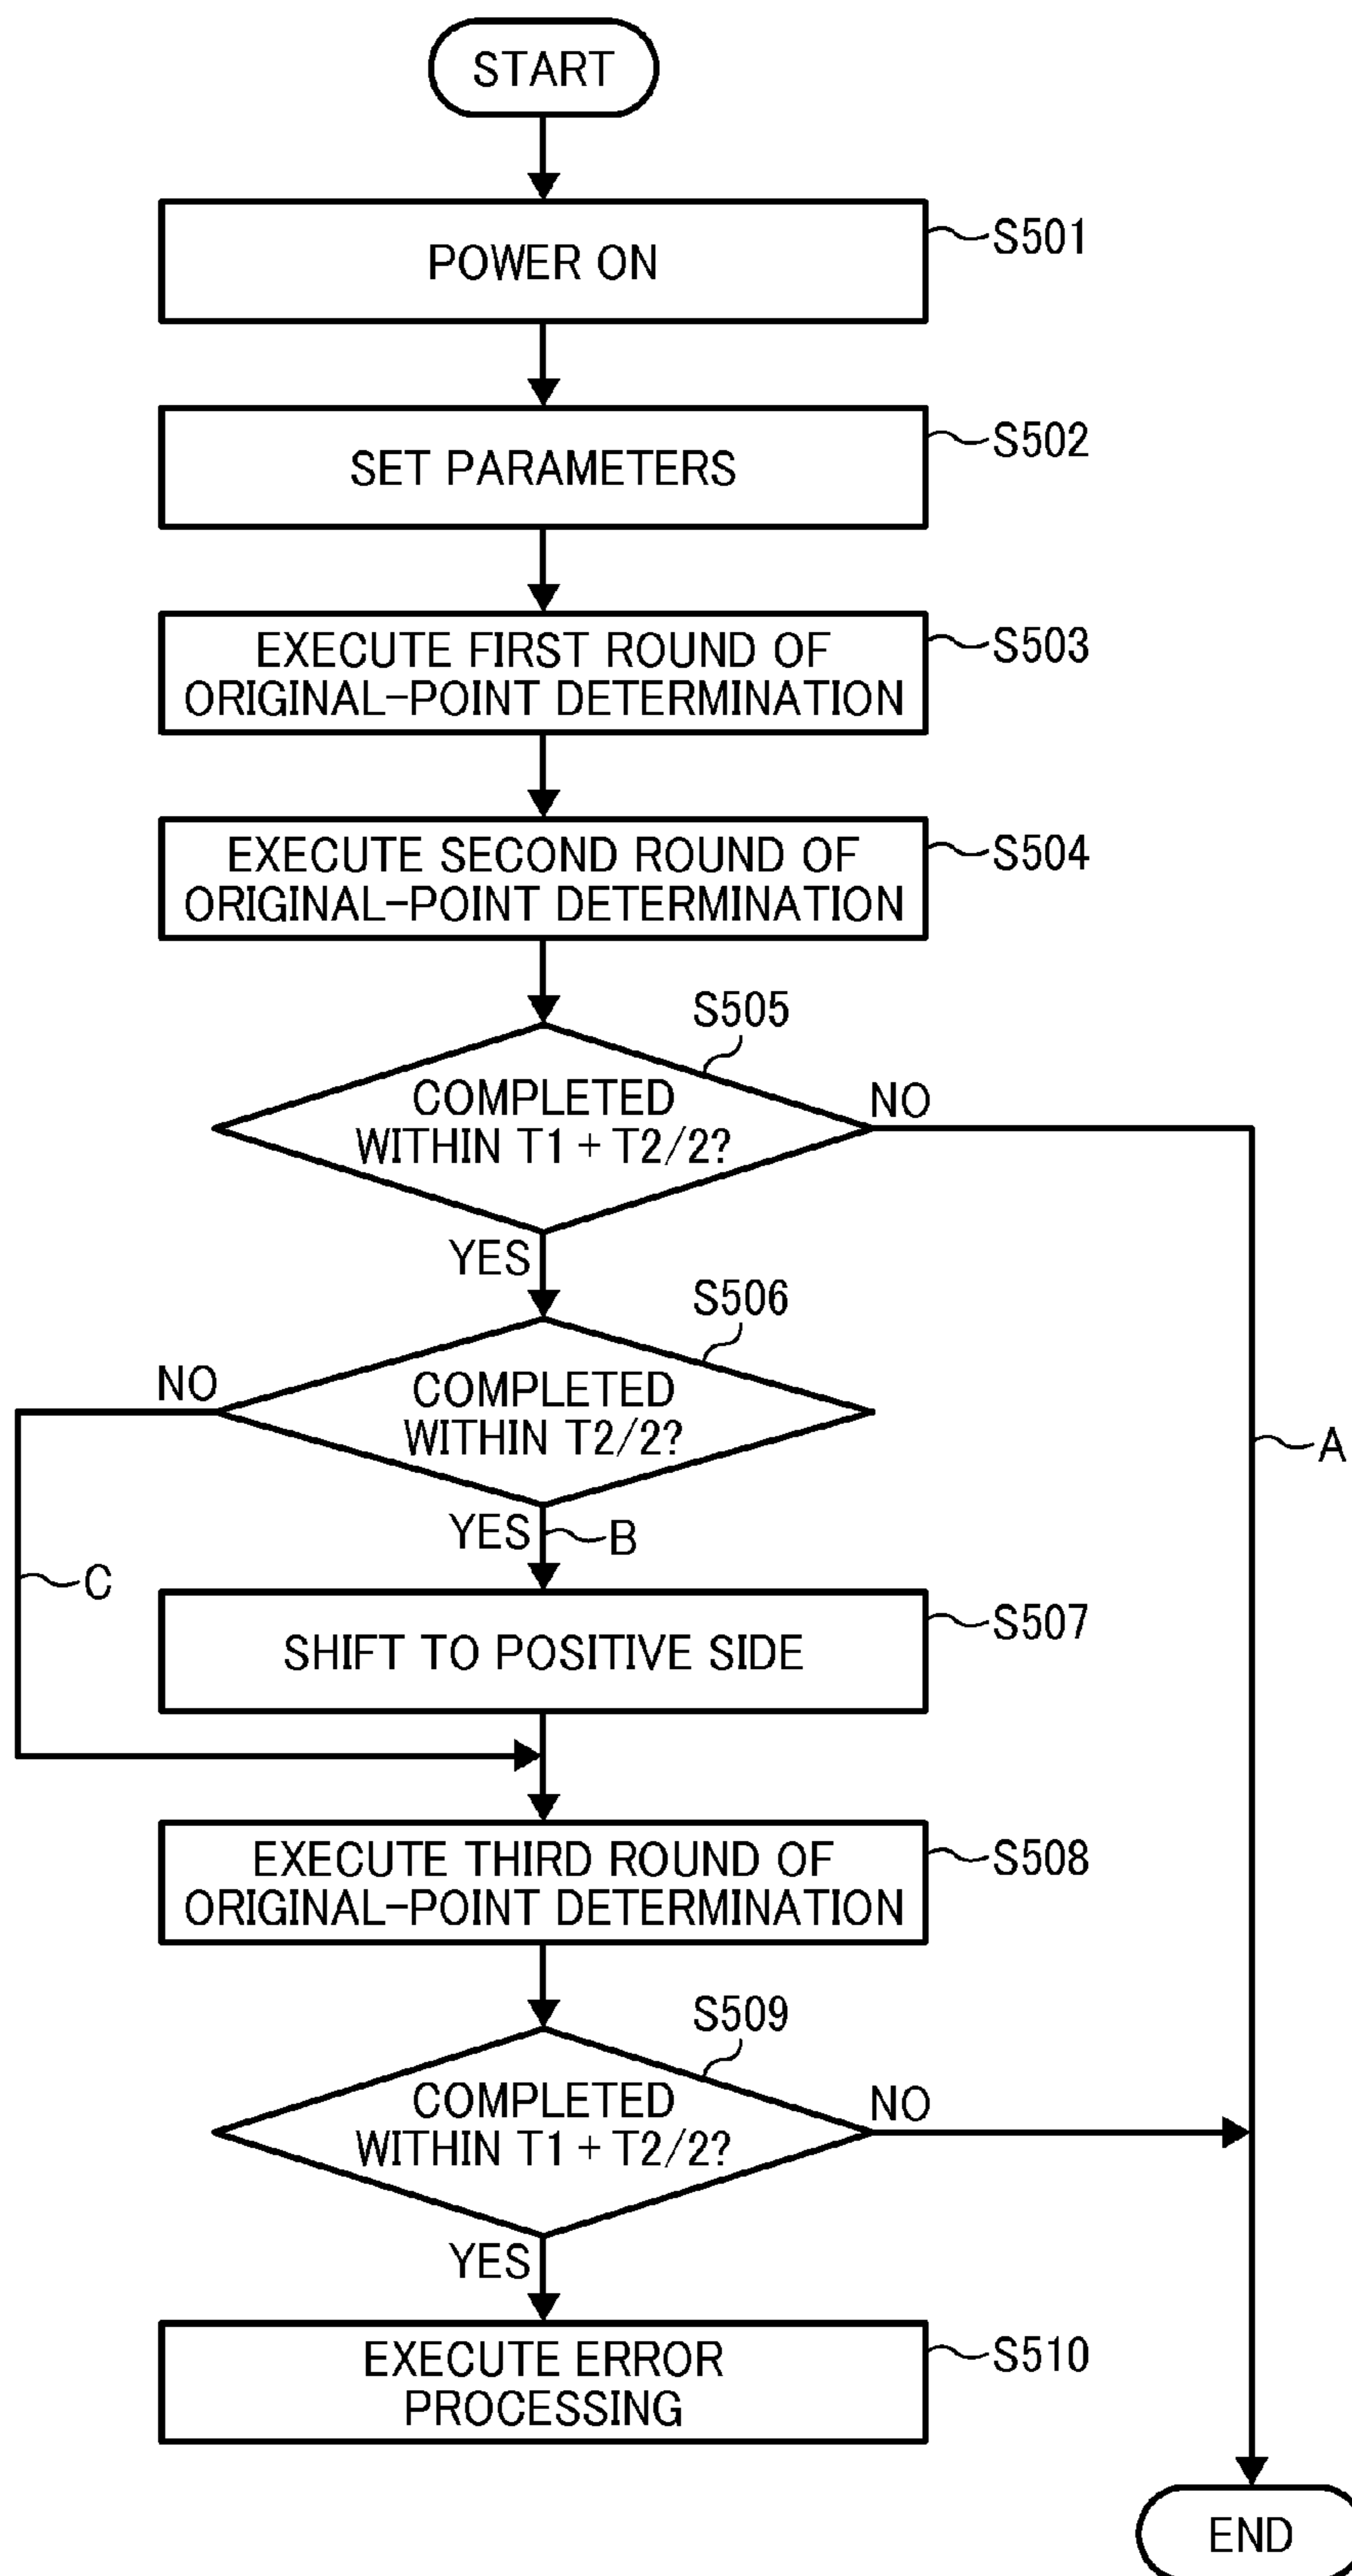 START
POWER ON
S501
SET PARAMETERS
S502
EXECUTE FIRST ROUND OF
ORIGINAL-POINT DETERMINATION
S503
EXECUTE SECOND ROUND OF
ORIGINAL-POINT DETERMINATION
S504
S505
COMPLETED
WITHIN T1 + T2/2?
NO
YES
S506
COMPLETED
WITHIN T2/2?
NO
A
YES
B
C
SHIFT TO POSITIVE SIDE
S507
EXECUTE THIRD ROUND OF
ORIGINAL-POINT DETERMINATION
S508
S509
COMPLETED
WITHIN T1 + T2/2?
NO
YES
EXECUTE ERROR
PROCESSING
S510
END